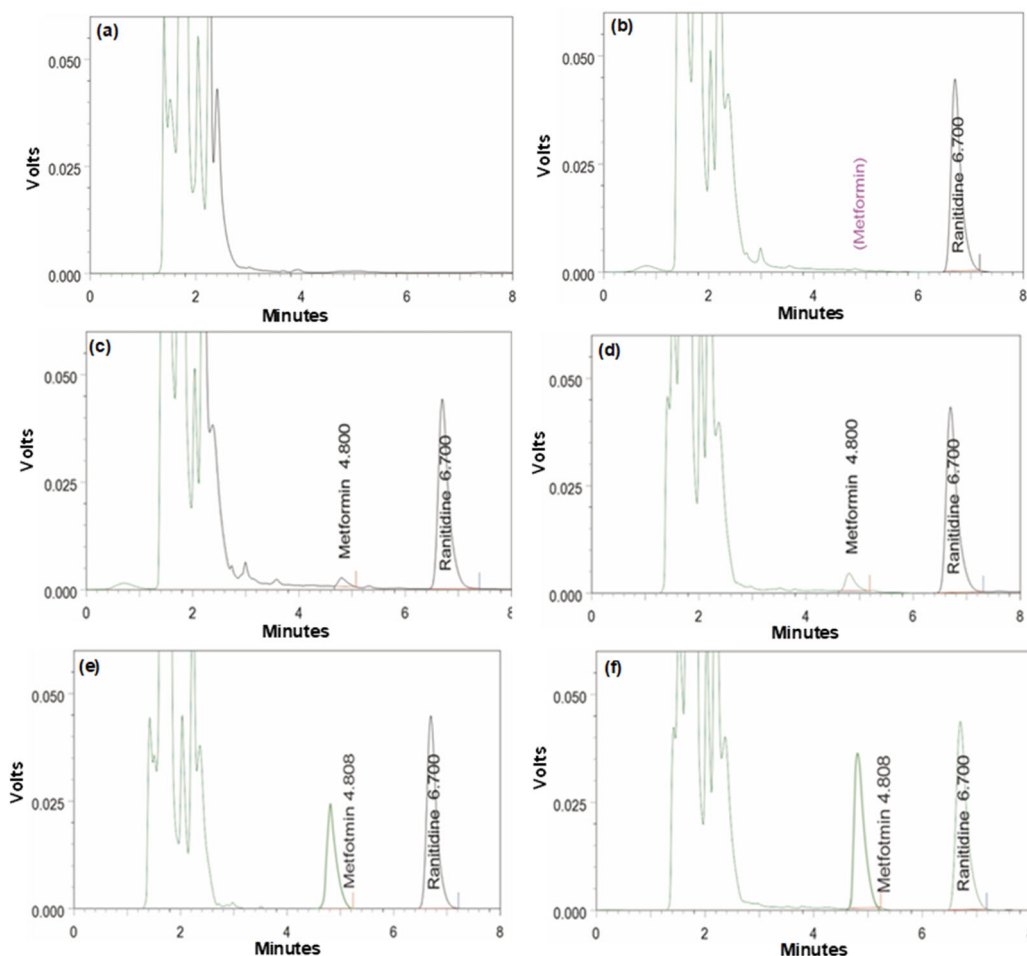 (a)
0.050
0.025
0.000
Volts
0 2 4 6 8
Minutes
(b)
0.050
0.025
0.000
Volts
(Metformin)
Ranitidine 6.700
0 2 4 6 8
Minutes
(c)
0.050
0.025
0.000
Volts
Metformin 4.800
Ranitidine 6.700
0 2 4 6 8
Minutes
(d)
0.050
0.025
0.000
Volts
Metformin 4.800
Ranitidine 6.700
0 2 4 6 8
Minutes
(e)
0.050
0.025
0.000
Volts
Metfotmin 4.808
Ranitidine 6.700
0 2 4 6 8
Minutes
(f)
0.050
0.025
0.000
Volts
Metfotmin 4.808
Ranitidine 6.700
0 2 4 6 8
Minutes